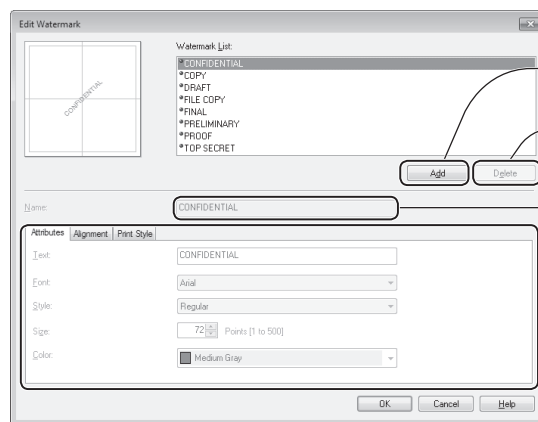 Edit Watermark
CONFIDENTIAL
Watermark List:
*CONFIDENTIAL
*COPY
*DRAFT
*FILE COPY
*FINAL
*PRELIMINARY
*PROOF
*TOP SECRET
Add Delete
Name: CONFIDENTIAL
Attributes Alignment Print Style
Text: CONFIDENTIAL
Font: Arial
Style: Regular
Size: 72 Points [1 to 500]
Color: Medium Gray
OK Cancel Help